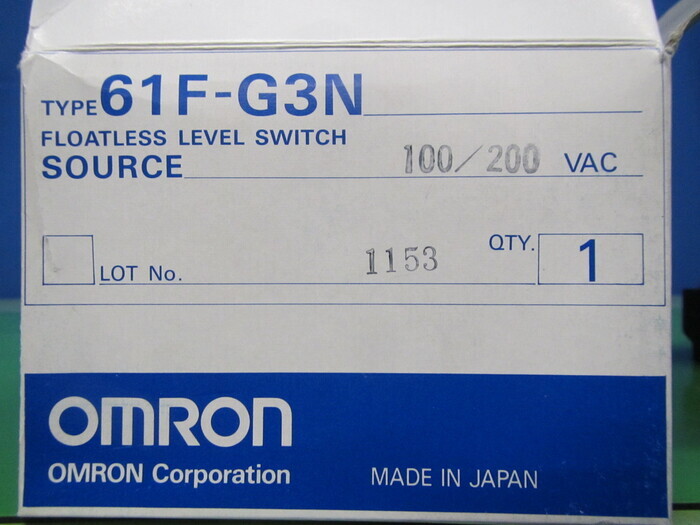 TYPE 61F-G3N
FLOATLESS LEVEL SWITCH
SOURCE 100/200 VAC
LOT No. 1153 QTY. 1
OMRON
OMRON Corporation MADE IN JAPAN